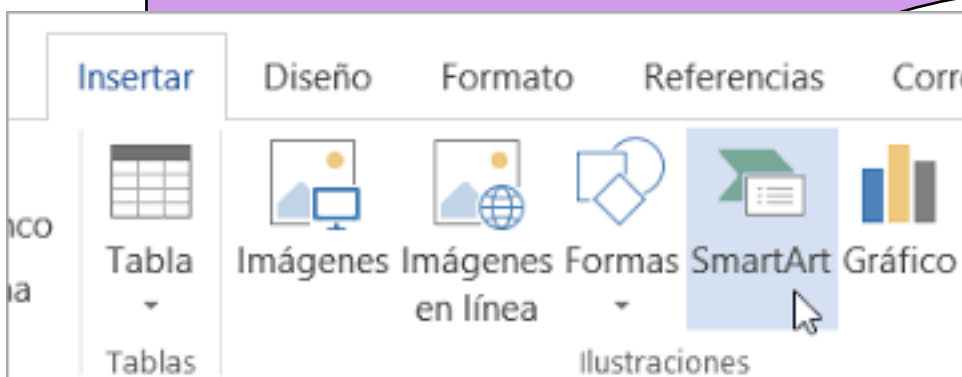 Insertar Diseño Formato Referencias
Tabla Imágenes Imágenes en línea Formas SmartArt Gráfico
Tablas Ilustraciones